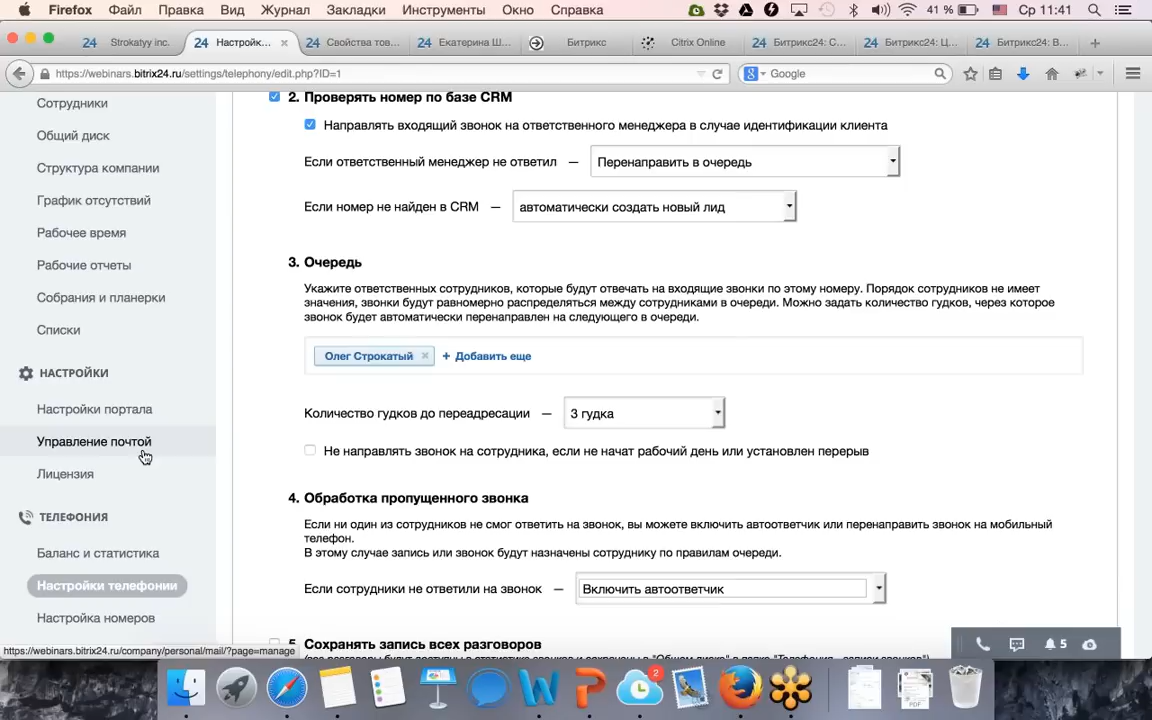 Firefox Файл Правка Вид Журнал Закладки Инструменты Окно Справка 41 % Ср 11:41
24 Strokatyy inc. 24 Настройк... × 24 Свойства тов... 24 Екатерина Ш... Битрикс Citrix Online 24 Битрикс24: С... 24 Битрикс24: Ц... 24 Битрикс24: В... +
https://webinars.bitrix24.ru/settings/telephony/edit.php?ID=1 Google
Сотрудники
Общий диск
Структура компании
График отсутствий
Рабочее время
Рабочие отчеты
Собрания и планерки
Списки
НАСТРОЙКИ
Настройки портала
Управление почтой
Лицензия
ТЕЛЕФОНИЯ
Баланс и статистика
Настройки телефонии
Настройка номеров
https://webinars.bitrix24.ru/company/personal/mail/?page=manage
2. Проверять номер по базе CRM
Направлять входящий звонок на ответственного менеджера в случае идентификации клиента
Если ответственный менеджер не ответил — Перенаправить в очередь
Если номер не найден в CRM — автоматически создать новый лид
3. Очередь
Укажите ответственных сотрудников, которые будут отвечать на входящие звонки по этому номеру. Порядок сотрудников не имеет
значения, звонки будут равномерно распределяться между сотрудниками в очереди. Можно задать количество гудков, через которое
звонок будет автоматически перенаправлен на следующего в очереди.
Олег Строкатый × + Добавить еще
Количество гудков до переадресации — 3 гудка
Не направлять звонок на сотрудника, если не начат рабочий день или установлен перерыв
4. Обработка пропущенного звонка
Если ни один из сотрудников не смог ответить на звонок, вы можете включить автоответчик или перенаправить звонок на мобильный
телефон.
В этому случае запись или звонок будут назначены сотруднику по правилам очереди.
Если сотрудники не ответили на звонок — Включить автоответчик
5. Сохранять запись всех разговоров
5
2
PDF